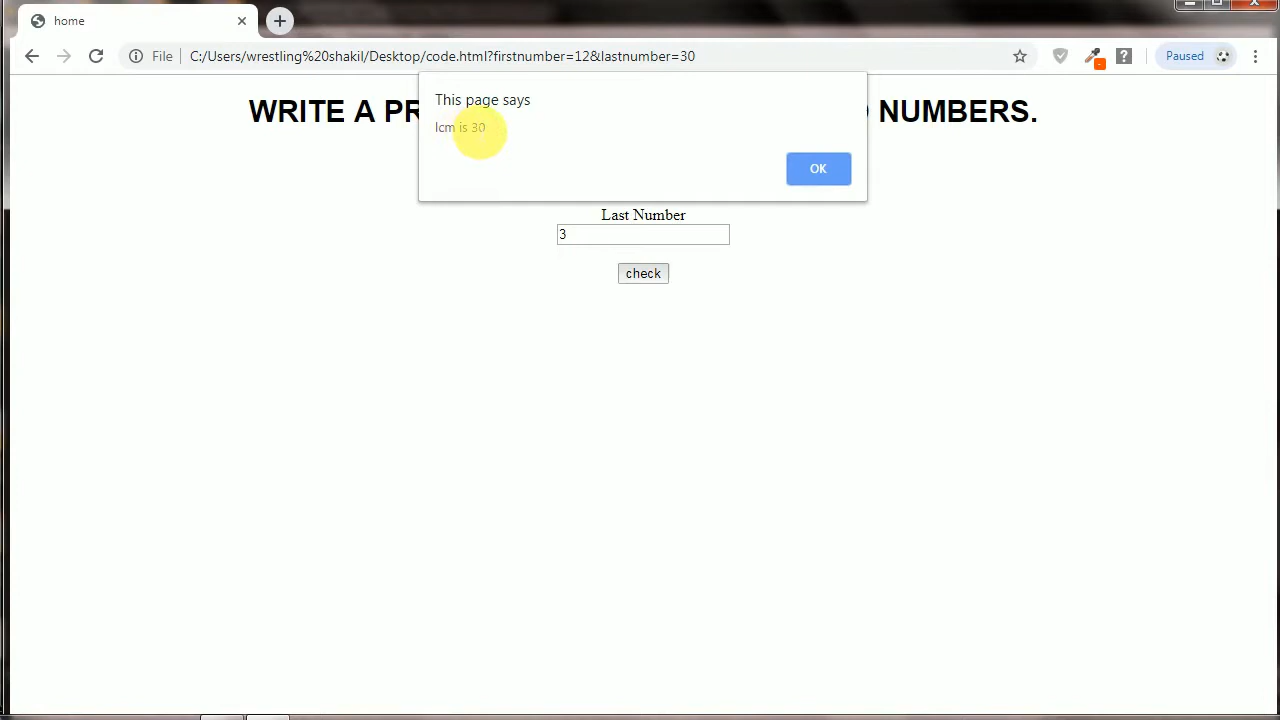 home
File
C:/Users/wrestling%20shakil/Desktop/code.html?firstnumber=12&lastnumber=30
Paused
This page says
lcm is 30
OK
WRITE A PR NUMBERS.
Last Number
3
check